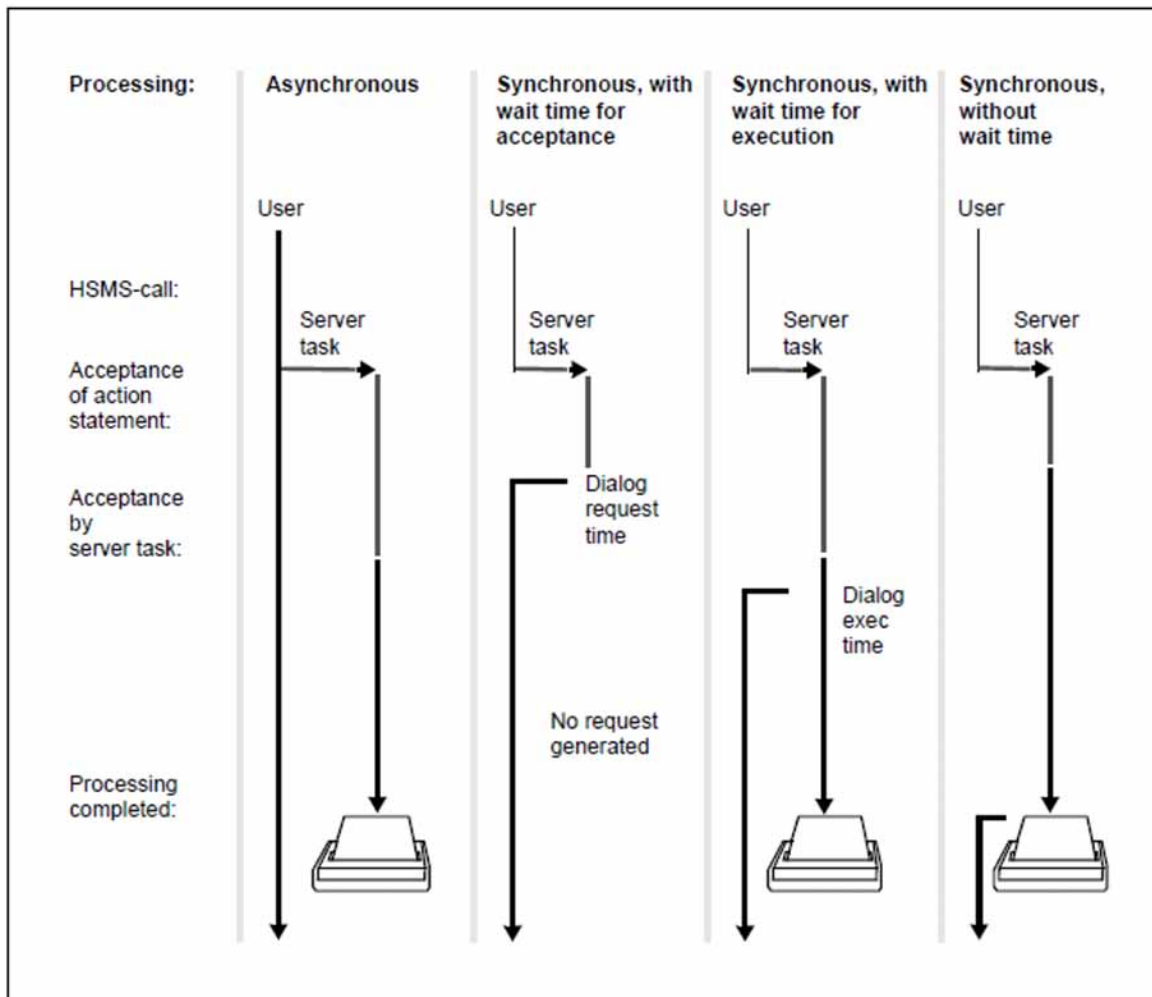 Processing:
Asynchronous
Synchronous, with
wait time for
acceptance
Synchronous, with
wait time for
execution
Synchronous,
without
wait time
User
User
User
User
HSMS-call:
Server
task
Server
task
Server
task
Server
task
Acceptance
of action
statement:
Acceptance
by
server task:
Dialog
request
time
Dialog
exec
time
No request
generated
Processing
completed: